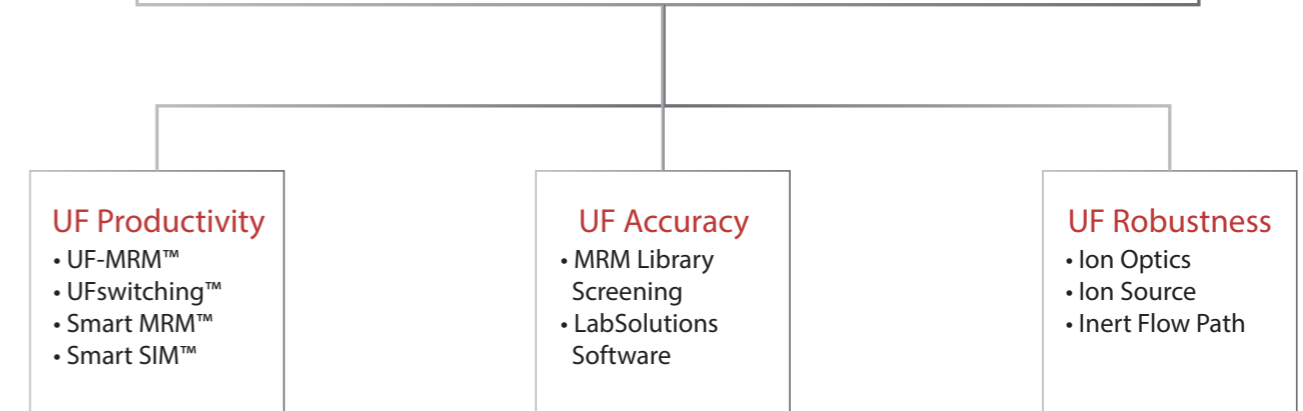 UF Productivity
• UF-MRM™
• UFswitching™
• Smart MRM™
• Smart SIM™
UF Accuracy
• MRM Library
Screening
• LabSolutions
Software
UF Robustness
• Ion Optics
• Ion Source
• Inert Flow Path